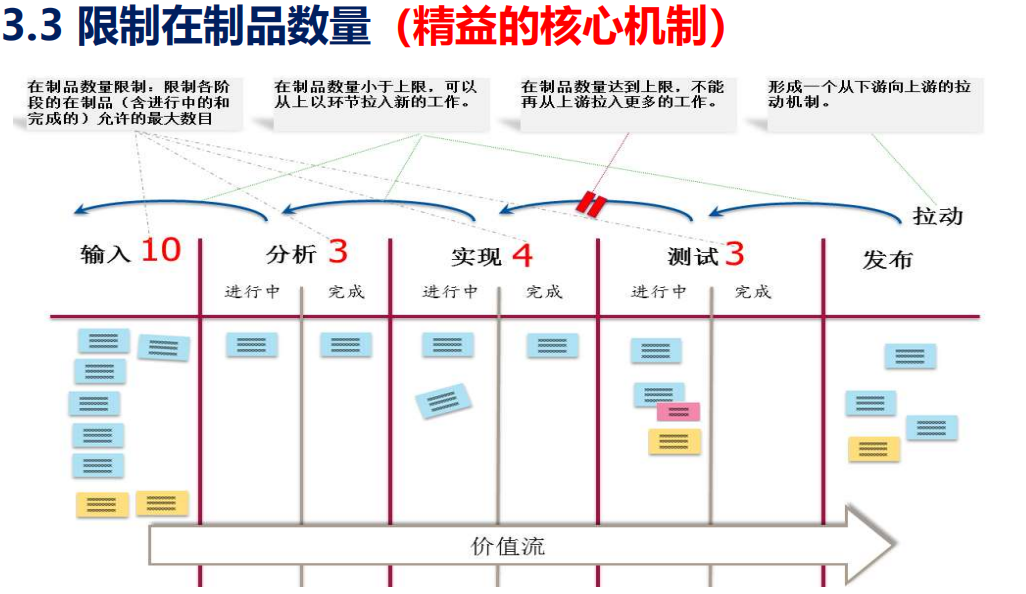 3.3 限制在制品数量（精益的核心机制）
在制品数量限制：限制各阶
段的在制品（含进行中的和
完成的）允许的最大数目
在制品数量小于上限，可以
从上以环节拉入新的工作。
在制品数量达到上限，不能
再从上游拉入更多的工作。
形成一个从下游向上游的拉
动机制。
拉动
输入 10
分析 3
实现 4
测试 3
发布
进行中
完成
进行中
完成
进行中
完成
价值流